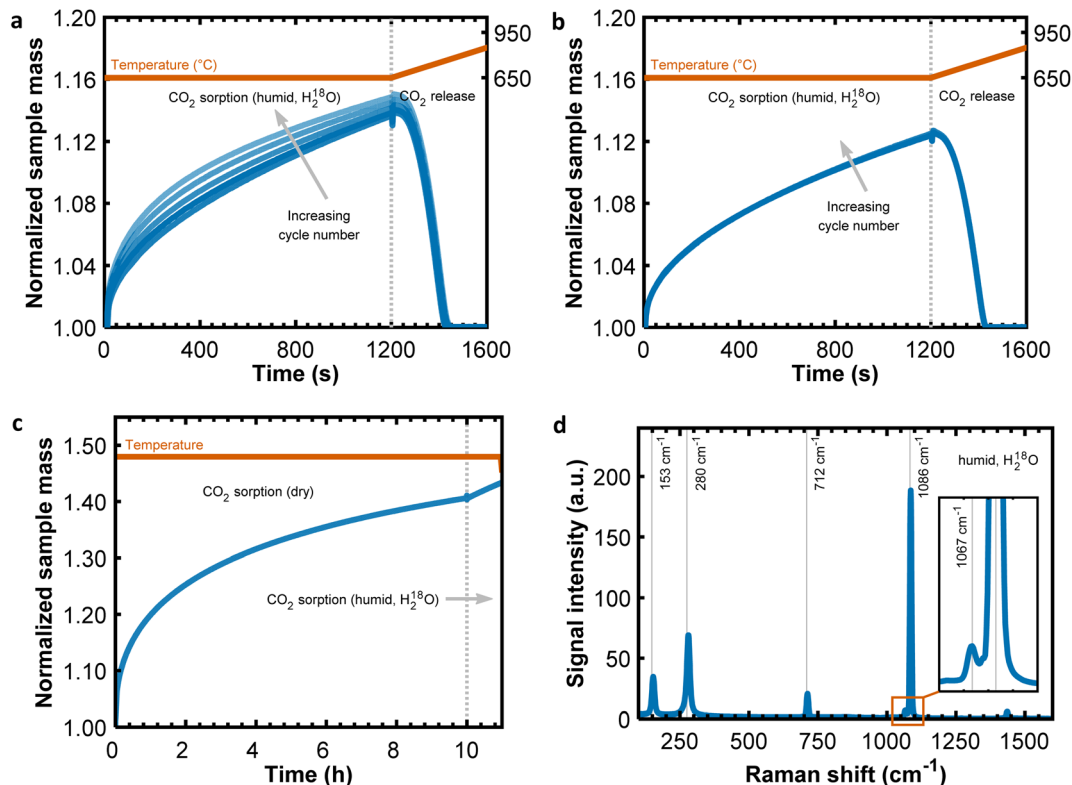 a
Normalized sample mass
1.20
1.16
1.12
1.08
1.04
1.00
950
650
Temperature (°C)
CO₂ sorption (humid, H₂¹⁸O)
CO₂ release
Increasing
cycle number
0 400 800 1200 1600
Time (s)
b
Normalized sample mass
1.20
1.16
1.12
1.08
1.04
1.00
950
650
Temperature (°C)
CO₂ sorption (humid, H₂¹⁸O)
CO₂ release
Increasing
cycle number
0 400 800 1200 1600
Time (s)
c
Normalized sample mass
1.50
1.40
1.30
1.20
1.10
1.00
Temperature
CO₂ sorption (dry)
CO₂ sorption (humid, H₂¹⁸O)
0 2 4 6 8 10
Time (h)
d
Signal intensity (a.u.)
200
150
100
50
0
153 cm⁻¹
280 cm⁻¹
712 cm⁻¹
1086 cm⁻¹
humid, H₂¹⁸O
1067 cm⁻¹
250 500 750 1000 1250 1500
Raman shift (cm⁻¹)